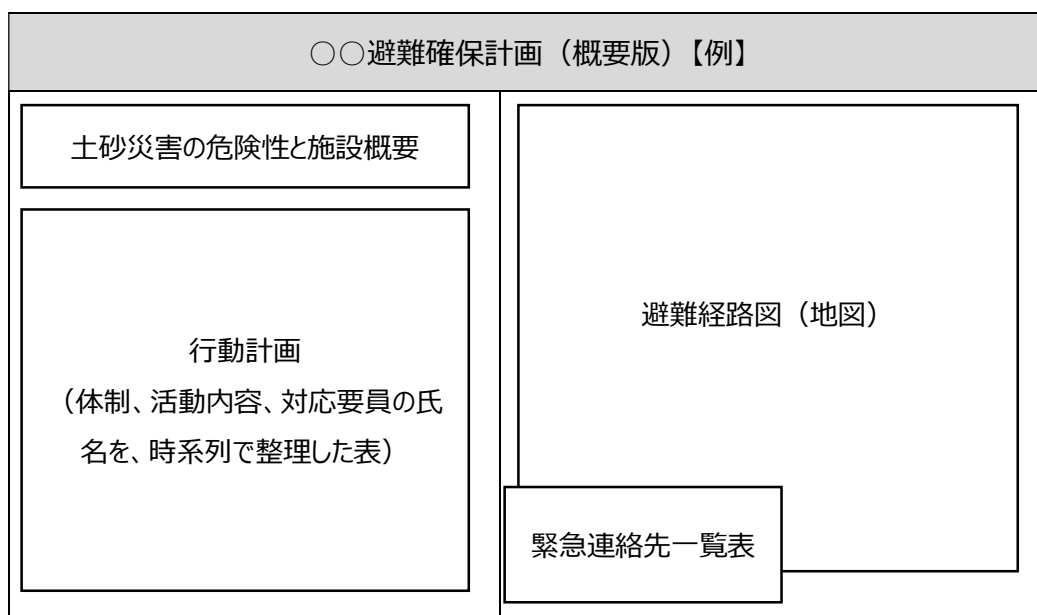 ○○避難確保計画（概要版）【例】
土砂災害の危険性と施設概要
行動計画
（体制、活動内容、対応要員の氏
名を、時系列で整理した表）
避難経路図（地図）
緊急連絡先一覧表